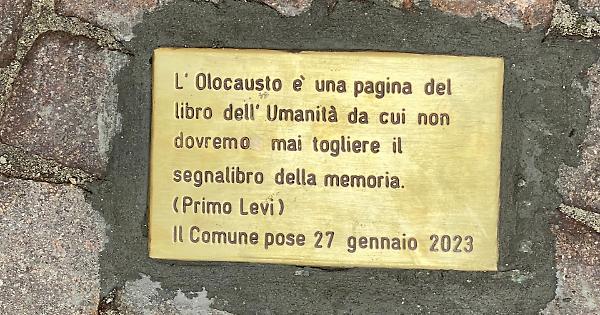 L' Olocausto è una pagina del
libro dell' Umanità da cui non
dovremo mai togliere il
segnalibro della memoria.
(Primo Levi)
Il Comune pose 27 gennaio 2023